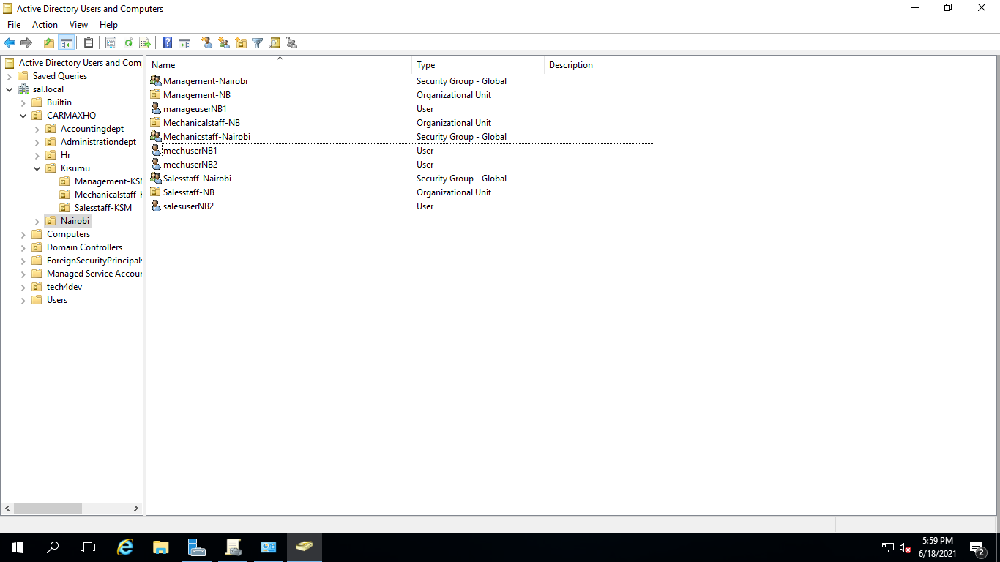 Active Directory Users and Computers
File Action View Help
Active Directory Users and Com
Saved Queries
sal.local
Builtin
CARMAXHQ
Accountingdept
Administrationdept
Hr
Kisumu
Management-KSM
Mechanicalstaff-K
Salesstaff-KSM
Nairobi
Computers
Domain Controllers
ForeignSecurityPrincipals
Managed Service Accoun
tech4dev
Users
Name Type Description
Management-Nairobi Security Group - Global
Management-NB Organizational Unit
manageuserNB1 User
Mechanicalstaff-NB Organizational Unit
Mechanicstaff-Nairobi Security Group - Global
mechuserNB1 User
mechuserNB2 User
Salesstaff-Nairobi Security Group - Global
Salesstaff-NB Organizational Unit
salesuserNB2 User
5:59 PM
6/18/2021
2